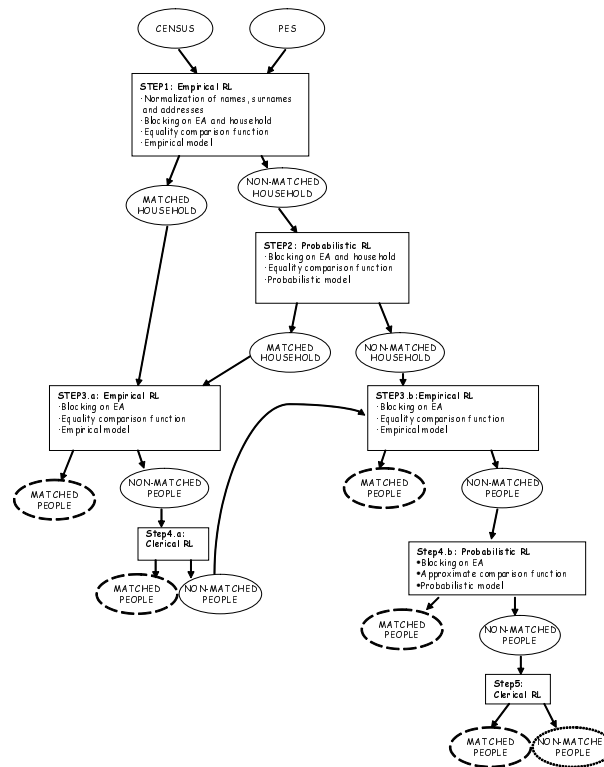 CENSUS
PES
STEP1: Empirical RL
·Normalization of names, surnames
and addresses
·Blocking on EA and household
·Equality comparison function
·Empirical model
MATCHED
HOUSEHOLD
NON-MATCHED
HOUSEHOLD
STEP2: Probabilistic RL
·Blocking on EA and household
·Equality comparison function
·Probabilistic model
MATCHED
HOUSEHOLD
NON-MATCHED
HOUSEHOLD
STEP3.a: Empirical RL
·Blocking on EA
·Equality comparison function
·Empirical model
STEP3.b:Empirical RL
·Blocking on EA
·Equality comparison function
·Empirical model
MATCHED
PEOPLE
NON-MATCHED
PEOPLE
MATCHED
PEOPLE
NON-MATCHED
PEOPLE
Step4.a:
Clerical RL
MATCHED
PEOPLE
NON-MATCHED
PEOPLE
Step4.b: Probabilistic RL
•Blocking on EA
•Approximate comparison function
•Probabilistic model
MATCHED
PEOPLE
NON-MATCHED
PEOPLE
Step5:
Clerical RL
MATCHED
PEOPLE
NON-MATCHE
PEOPLE